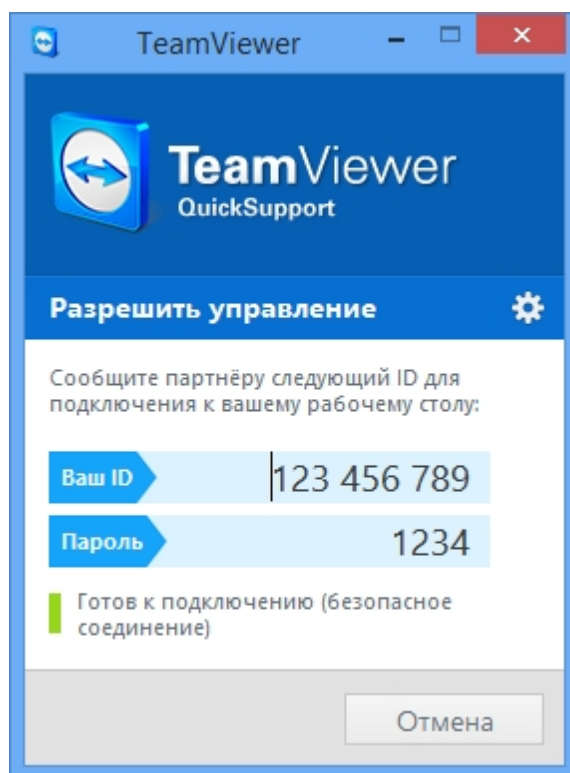 TeamViewer
TeamViewer
QuickSupport
Разрешить управление
Сообщите партнёру следующий ID для
подключения к вашему рабочему столу:
Ваш ID 123 456 789
Пароль 1234
Готов к подключению (безопасное
соединение)
Отмена